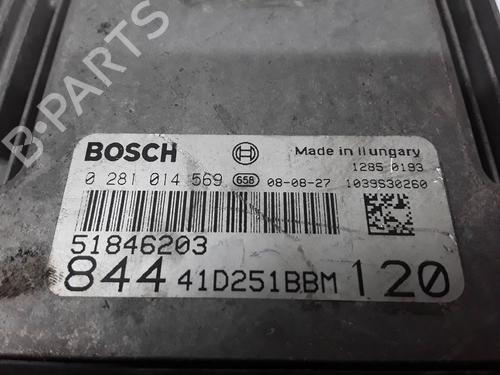 B-PARTS
BOSCH
Made in Hungary
1285 0193
0 281 014 569 65B 08-08-27 1039S30260
51846203
844 41D251BBM 120